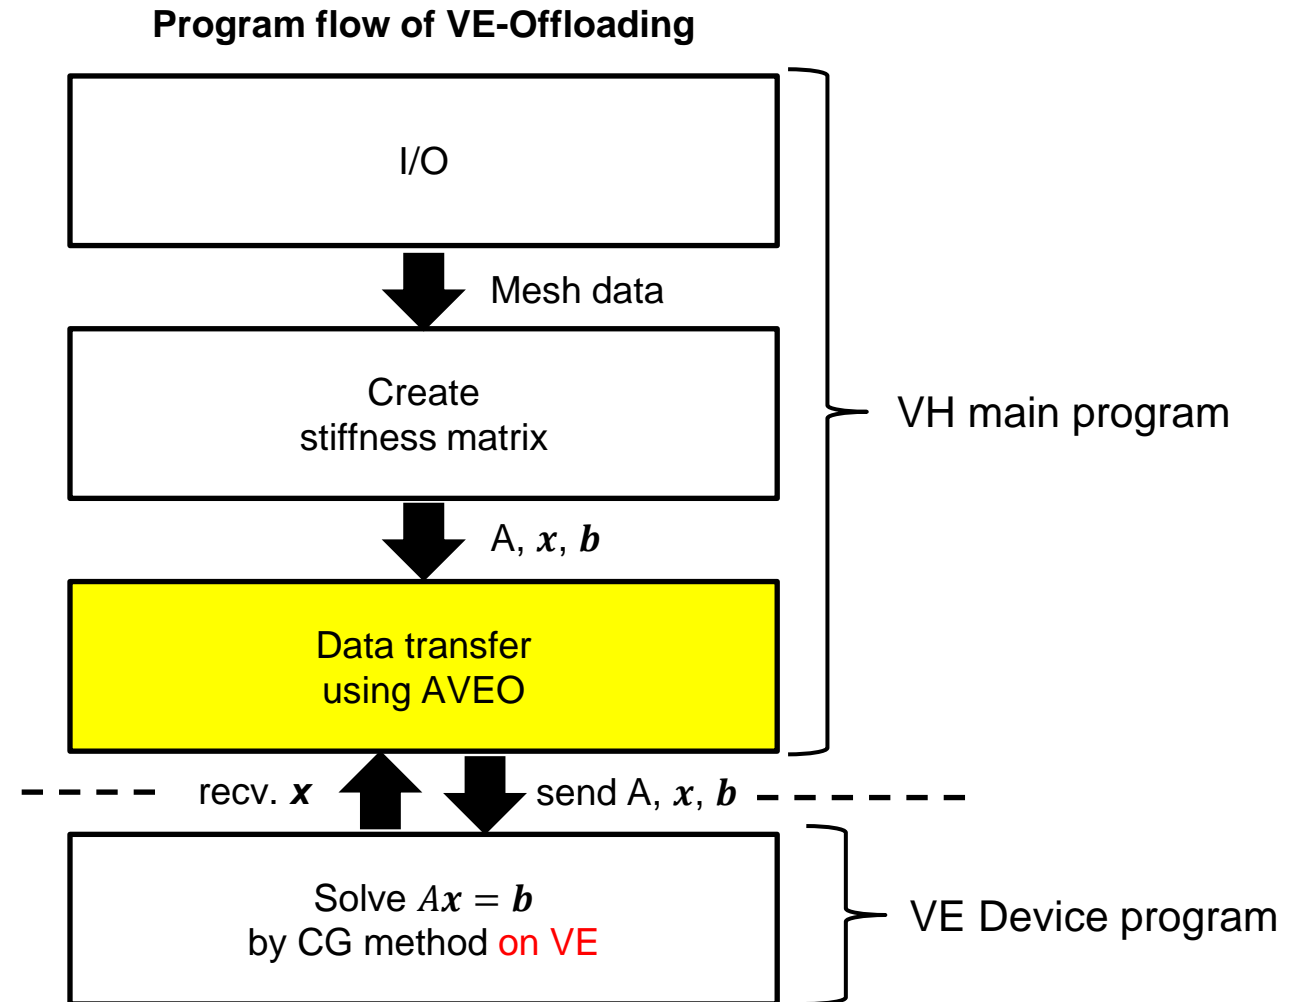 Program flow of VE-Offloading
I/O
Mesh data
Create
stiffness matrix
VH main program
A, x, b
Data transfer
using AVEO
recv. x
send A, x, b
Solve Ax = b
by CG method on VE
VE Device program